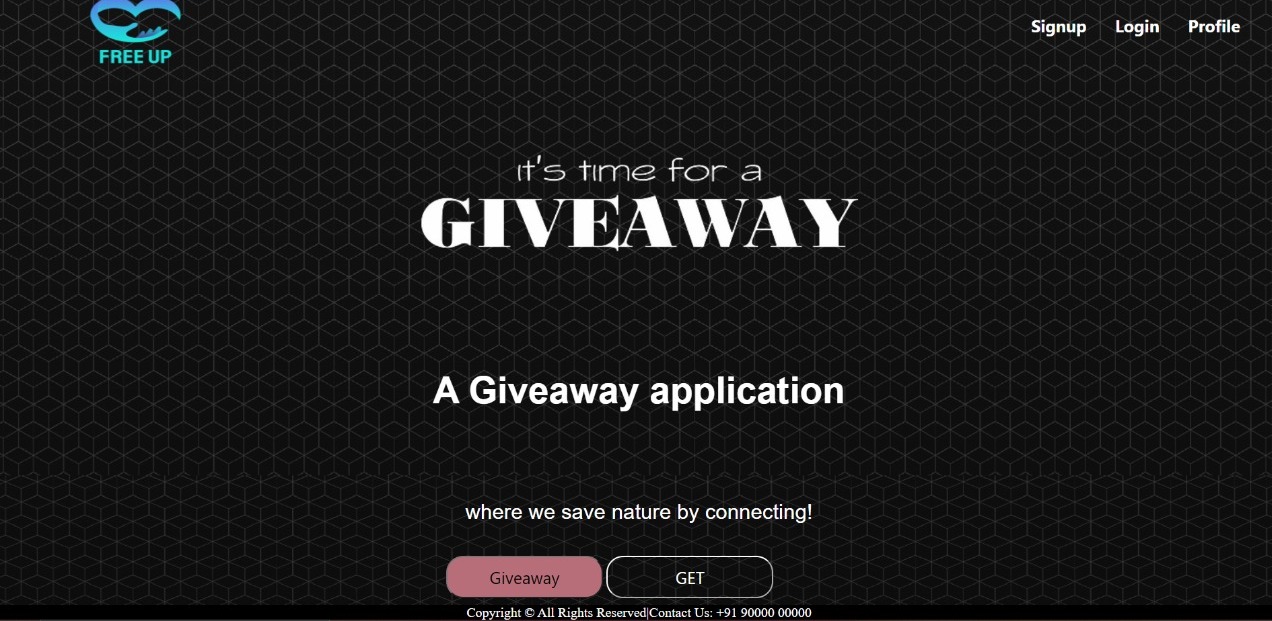 FREE UP
Signup Login Profile
it's time for a
GIVEAWAY
A Giveaway application
where we save nature by connecting!
Giveaway GET
Copyright © All Rights Reserved|Contact Us: +91 90000 00000